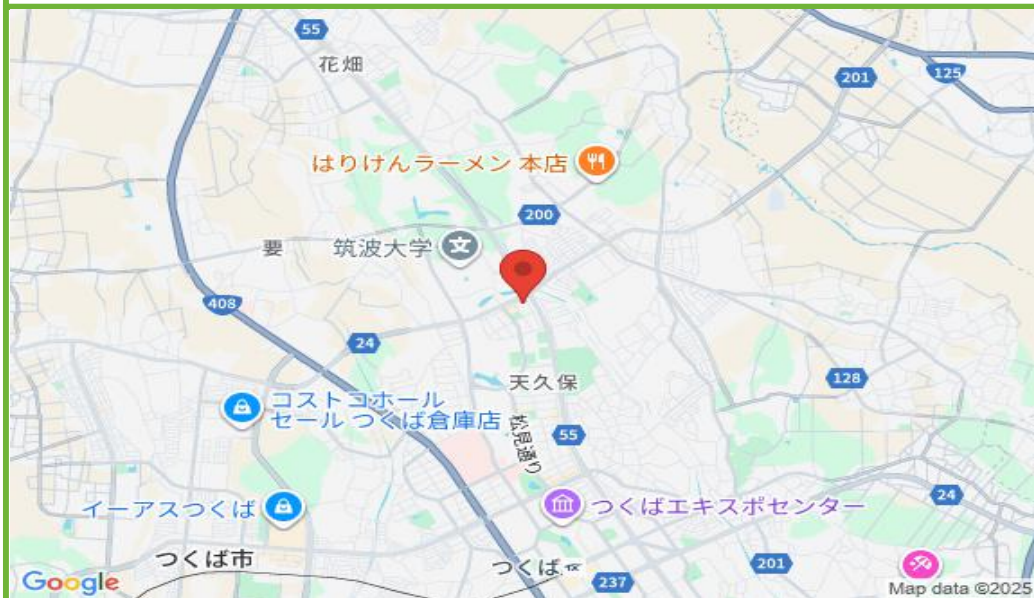 55
花畑
201
125
はりけんラーメン 本店
200
要
筑波大学
文
408
24
天久保
128
コストコホール
セール つくば倉庫店
松見通り
55
つくばエキスポセンター
24
イーアスつくば
つくば市
つくば
201
237
Google
Map data ©2025